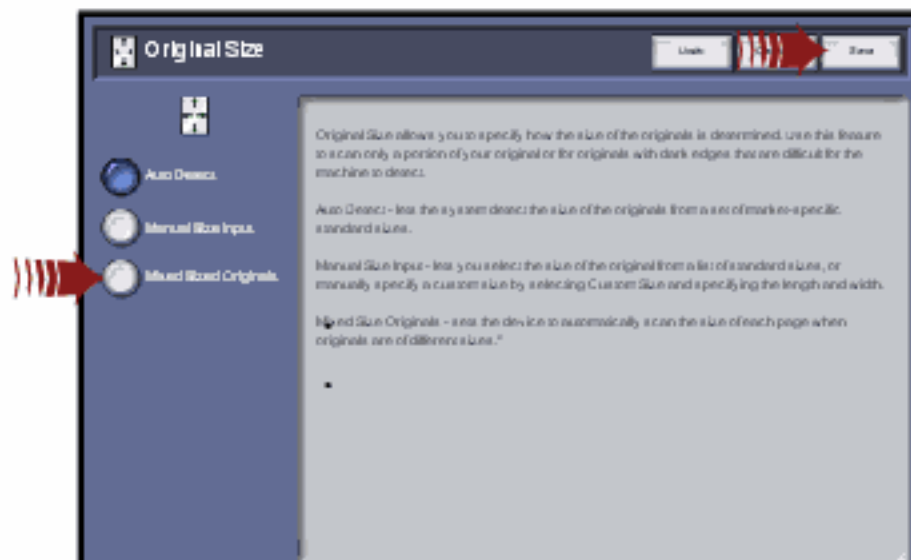 Original Size
Undo
Save
Auto Detect
Manual Size Input
Mixed Sized Originals
Original Size allows you to specify how the size of the originals is determined. Use this feature
to scan only a portion of your original or for originals with dark edges that are difficult for the
machine to detect.
Auto Detect - lets the system detect the size of the originals from a set of market-specific
standard sizes.
Manual Size Input - lets you select the size of the original from a list of standard sizes, or
manually specify a custom size by selecting Custom Size and specifying the length and width.
Mixed Size Originals - sets the device to automatically scan the size of each page when
originals are of different sizes."